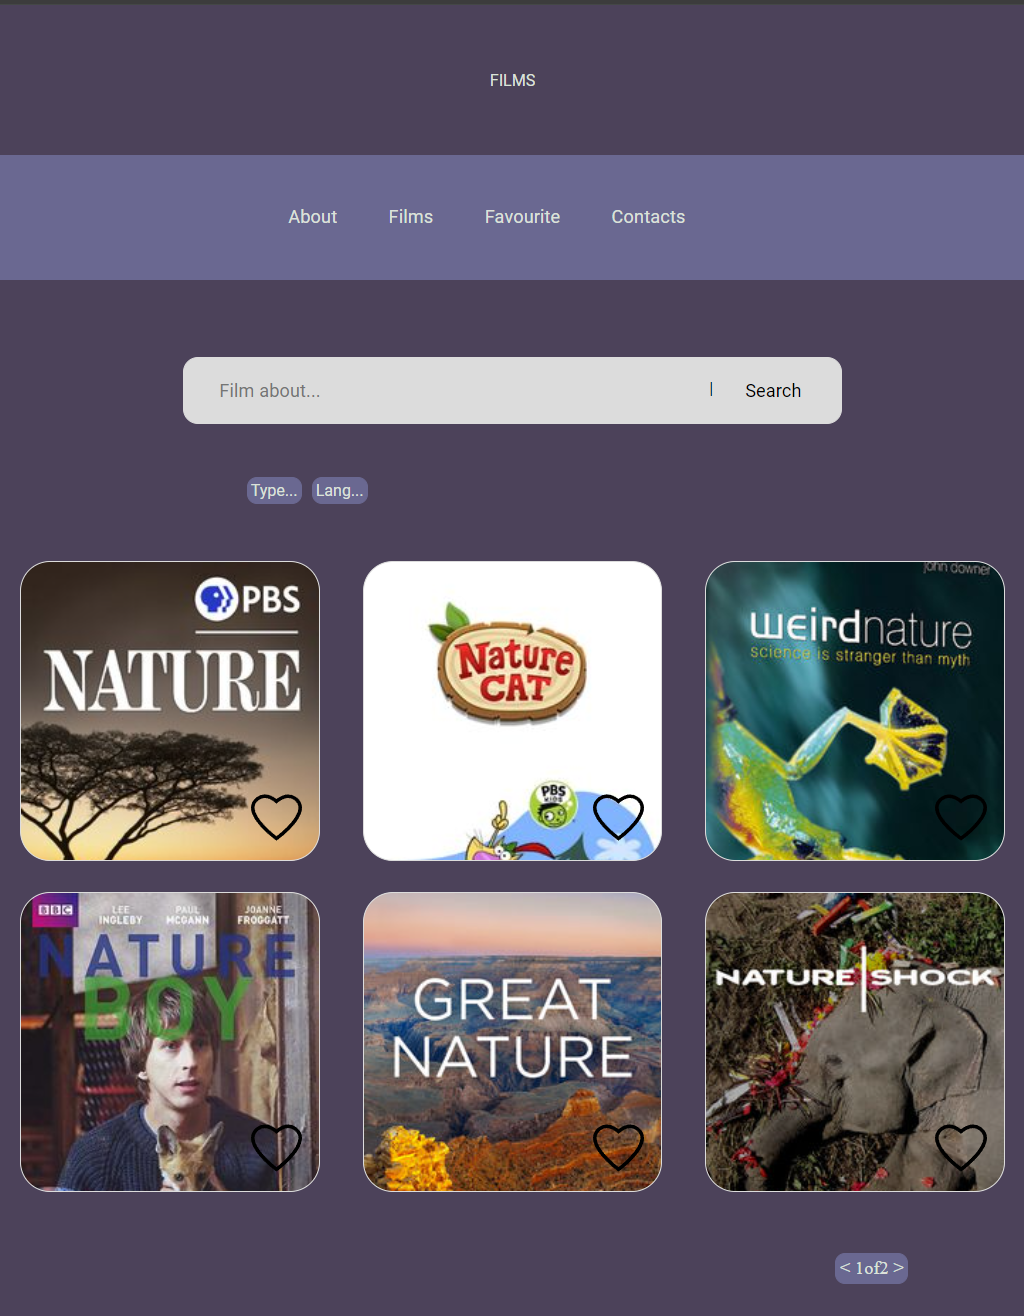 FILMS
About Films Favourite Contacts
Film about... | Search
Type... Lang...
PBS
NATURE
Nature
CAT
PBS
KIDS
john downer
weirdnature
science is stranger than myth
BBC
LEE
INGLEBY
PAUL
MCGANN
JOANNE
FROGGATT
NATURE
BOY
GREAT
NATURE
NATURE SHOCK
< 1of2 >